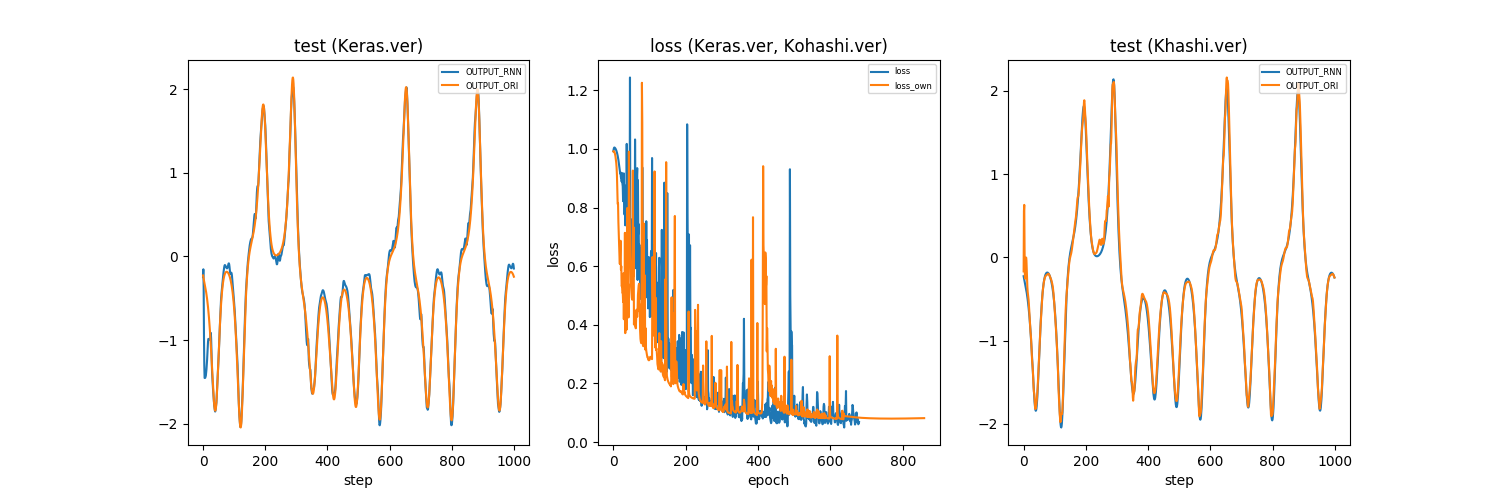 test (Keras.ver)
OUTPUT_RNN
OUTPUT_ORI
2
1
0
−1
−2
0 200 400 600 800 1000
step
loss (Keras.ver, Kohashi.ver)
loss
loss_own
1.2
1.0
0.8
0.6
0.4
0.2
0.0
loss
0 200 400 600 800
epoch
test (Khashi.ver)
OUTPUT_RNN
OUTPUT_ORI
2
1
0
−1
−2
0 200 400 600 800 1000
step